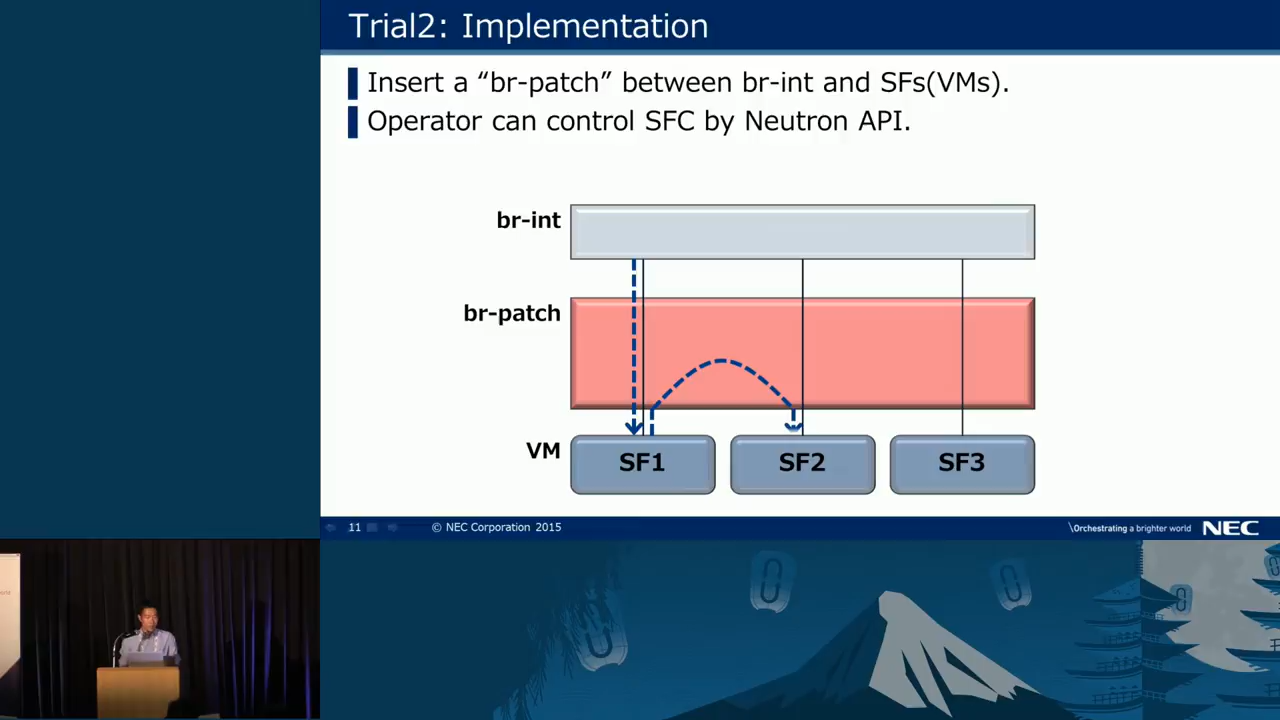 Trial2: Implementation
Insert a “br-patch” between br-int and SFs(VMs).
Operator can control SFC by Neutron API.
br-int
br-patch
VM
SF1
SF2
SF3
11
© NEC Corporation 2015
\Orchestrating a brighter world
NEC